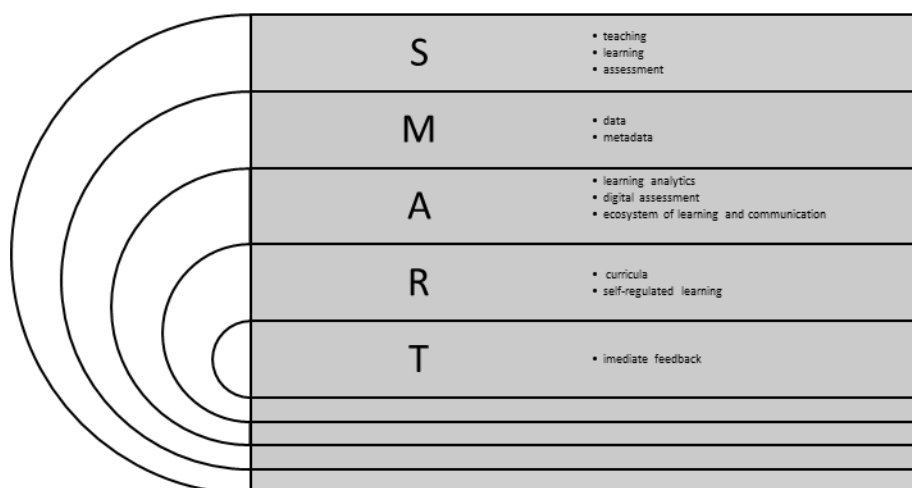 S
• teaching
• learning
• assessment
M
• data
• metadata
A
• learning analytics
• digital assessment
• ecosystem of learning and communication
R
• curricula
• self-regulated learning
T
• imediate feedback